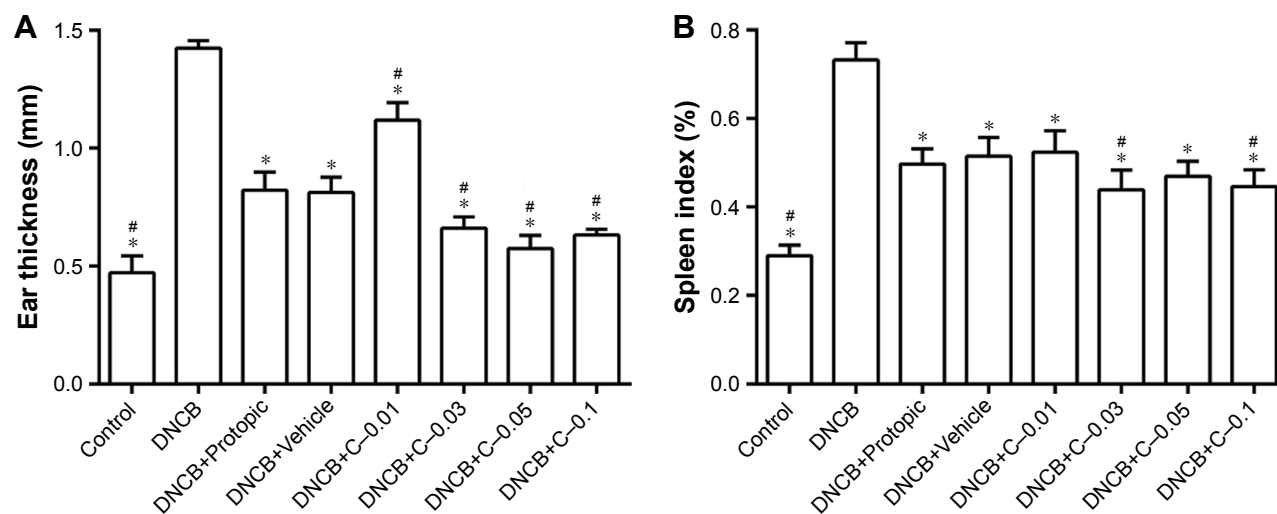 A
Ear thickness (mm)
1.5
1.0
0.5
0.0
#
*
*
*
#
*
#
*
#
*
#
*
Control
DNCB
DNCB+Protopic
DNCB+Vehicle
DNCB+C–0.01
DNCB+C–0.03
DNCB+C–0.05
DNCB+C–0.1
B
Spleen index (%)
0.8
0.6
0.4
0.2
0.0
#
*
*
*
*
#
*
*
#
*
Control
DNCB
DNCB+Protopic
DNCB+Vehicle
DNCB+C–0.01
DNCB+C–0.03
DNCB+C–0.05
DNCB+C–0.1